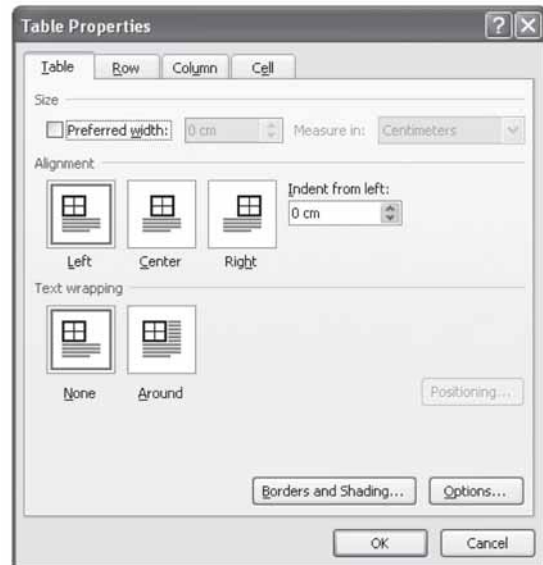 Table Properties
Table Row Column Cell
Size
Preferred width: 0 cm Measure in: Centimeters
Alignment
Indent from left:
0 cm
Left Center Right
Text wrapping
None Around
Positioning...
Borders and Shading... Options...
OK Cancel